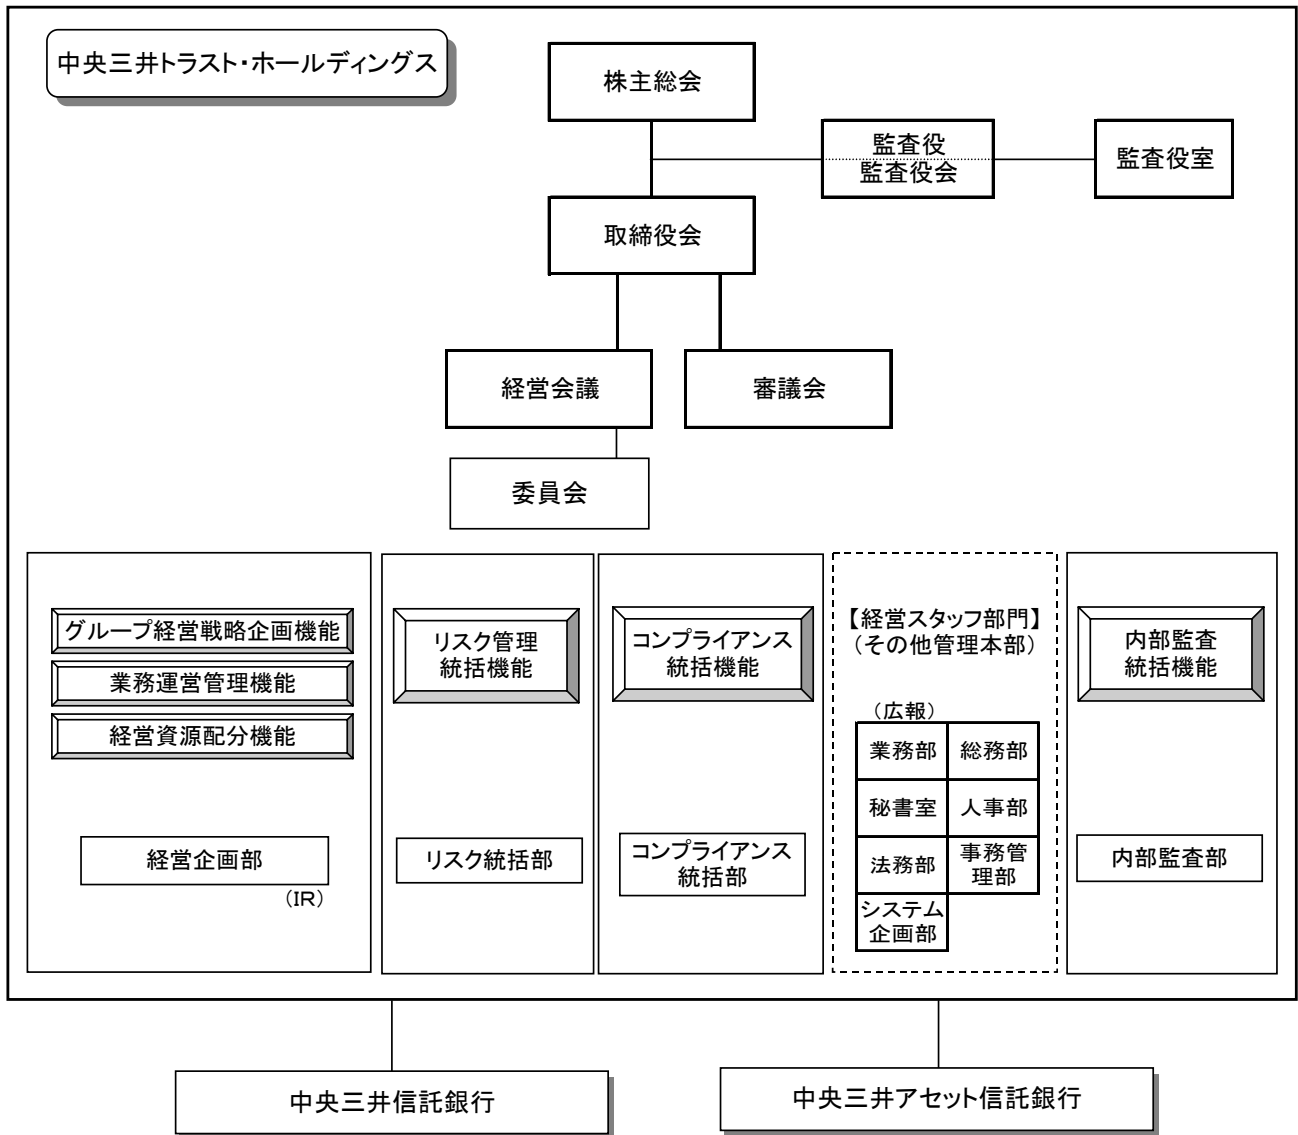 中央三井トラスト・ホールディングス
株主総会
監査役
監査役会
監査役室
取締役会
経営会議
審議会
委員会
グループ経営戦略企画機能
業務運営管理機能
経営資源配分機能
経営企画部
（IR）
リスク管理
統括機能
リスク統括部
コンプライアンス
統括機能
コンプライアンス
統括部
【経営スタッフ部門】
（その他管理本部）
（広報）
業務部
総務部
秘書室
人事部
法務部
事務管
理部
システム
企画部
内部監査
統括機能
内部監査部
中央三井信託銀行
中央三井アセット信託銀行